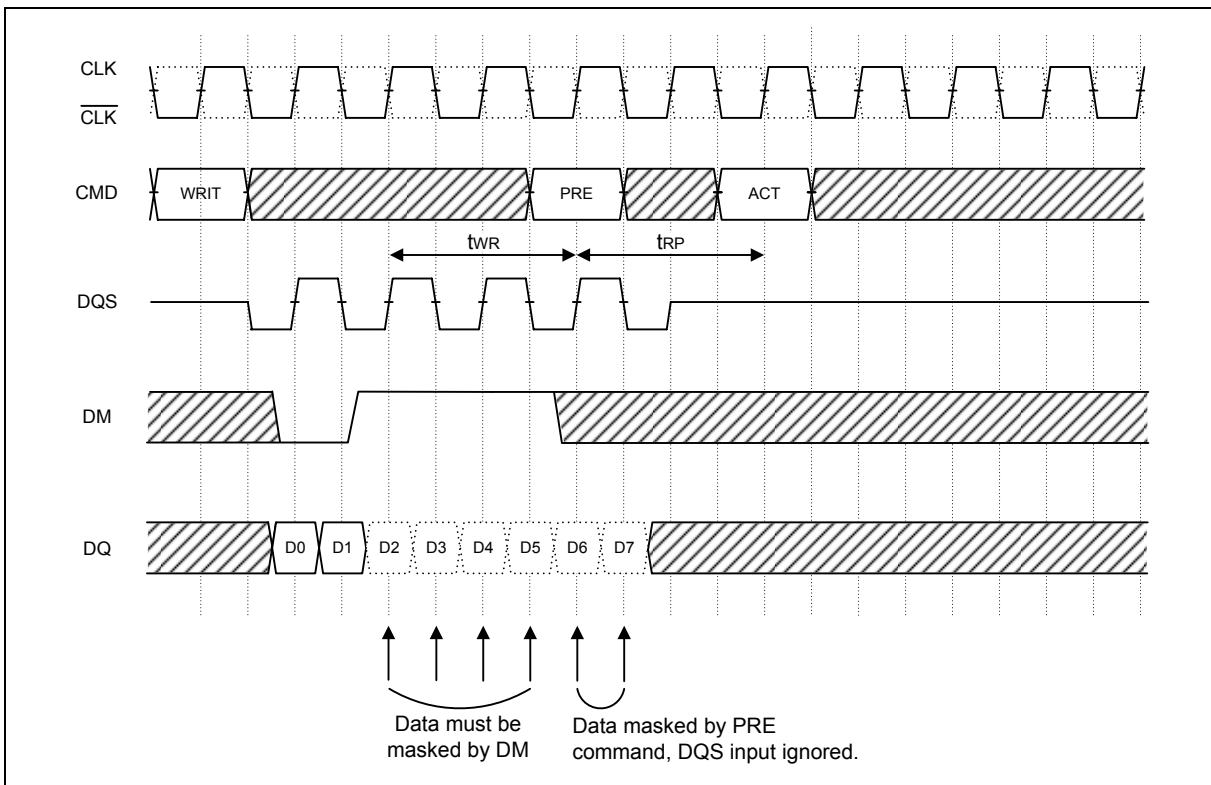 CLK
CLK
CMD WRIT PRE ACT
tWR tRP
DQS
DM
DQ D0 D1 D2 D3 D4 D5 D6 D7
Data must be
masked by DM
Data masked by PRE
command, DQS input ignored.